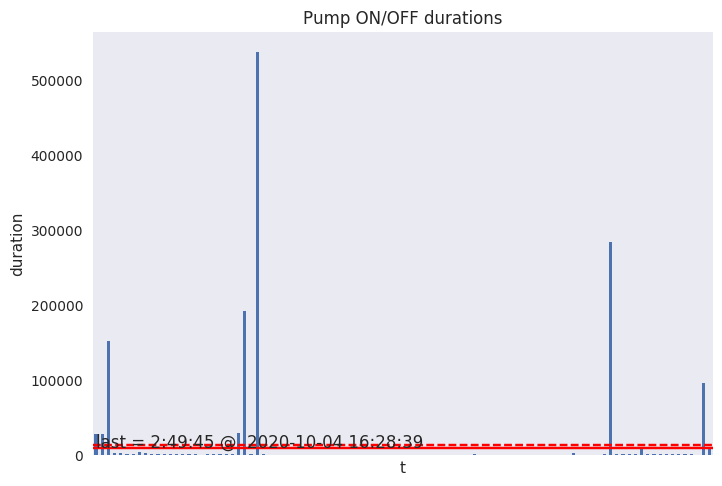 Pump ON/OFF durations
500000
400000
300000
200000
100000
0
duration
last = 2:49:45 @ 2020-10-04 16:28:39
t